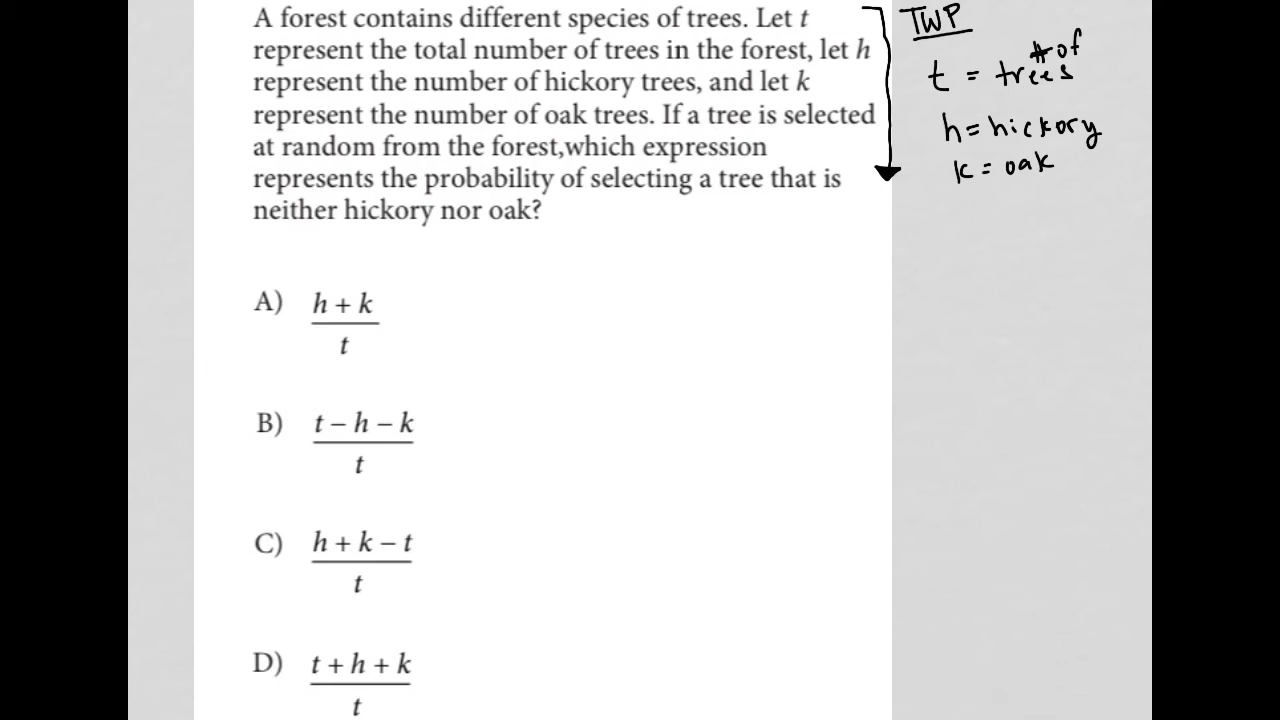 A forest contains different species of trees. Let t
represent the total number of trees in the forest, let h
represent the number of hickory trees, and let k
represent the number of oak trees. If a tree is selected
at random from the forest,which expression
represents the probability of selecting a tree that is
neither hickory nor oak?
A) h + k
t
B) t – h – k
t
C) h + k – t
t
D) t + h + k
t
TWP
# of
t = trees
h = hickory
k = oak